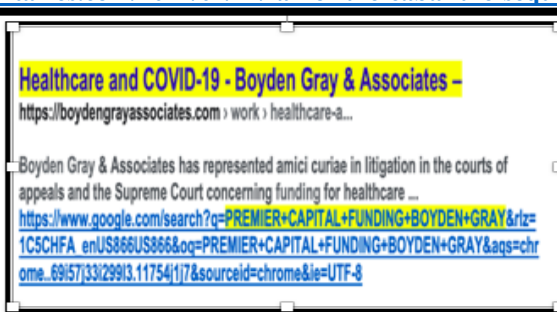 Healthcare and COVID-19 - Boyden Gray & Associates –
https://boydengrayassociates.com › work › healthcare-a...
Boyden Gray & Associates has represented amici curiae in litigation in the courts of
appeals and the Supreme Court concerning funding for healthcare ...
https://www.google.com/search?q=PREMIER+CAPITAL+FUNDING+BOYDEN+GRAY&rlz=
1C5CHFA_enUS866US866&oq=PREMIER+CAPITAL+FUNDING+BOYDEN+GRAY&aqs=chr
ome..69i57j33i299l3.11754j1j7&sourceid=chrome&ie=UTF-8